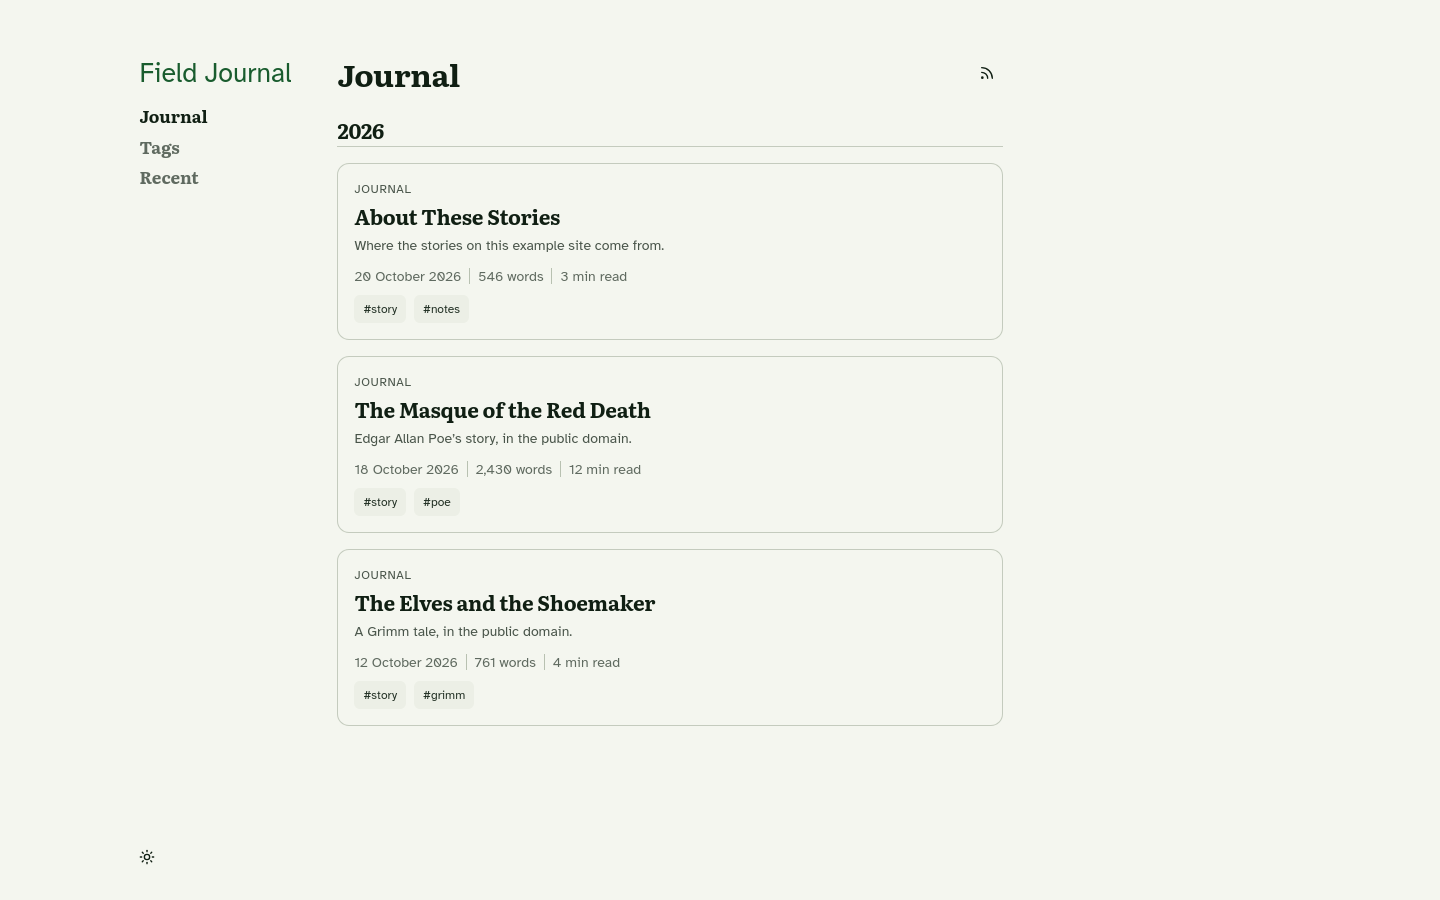 Field Journal
Journal
Tags
Recent
Journal
2026
JOURNAL
About These Stories
Where the stories on this example site come from.
20 October 2026 546 words 3 min read
#story #notes
JOURNAL
The Masque of the Red Death
Edgar Allan Poe’s story, in the public domain.
18 October 2026 2,430 words 12 min read
#story #poe
JOURNAL
The Elves and the Shoemaker
A Grimm tale, in the public domain.
12 October 2026 761 words 4 min read
#story #grimm